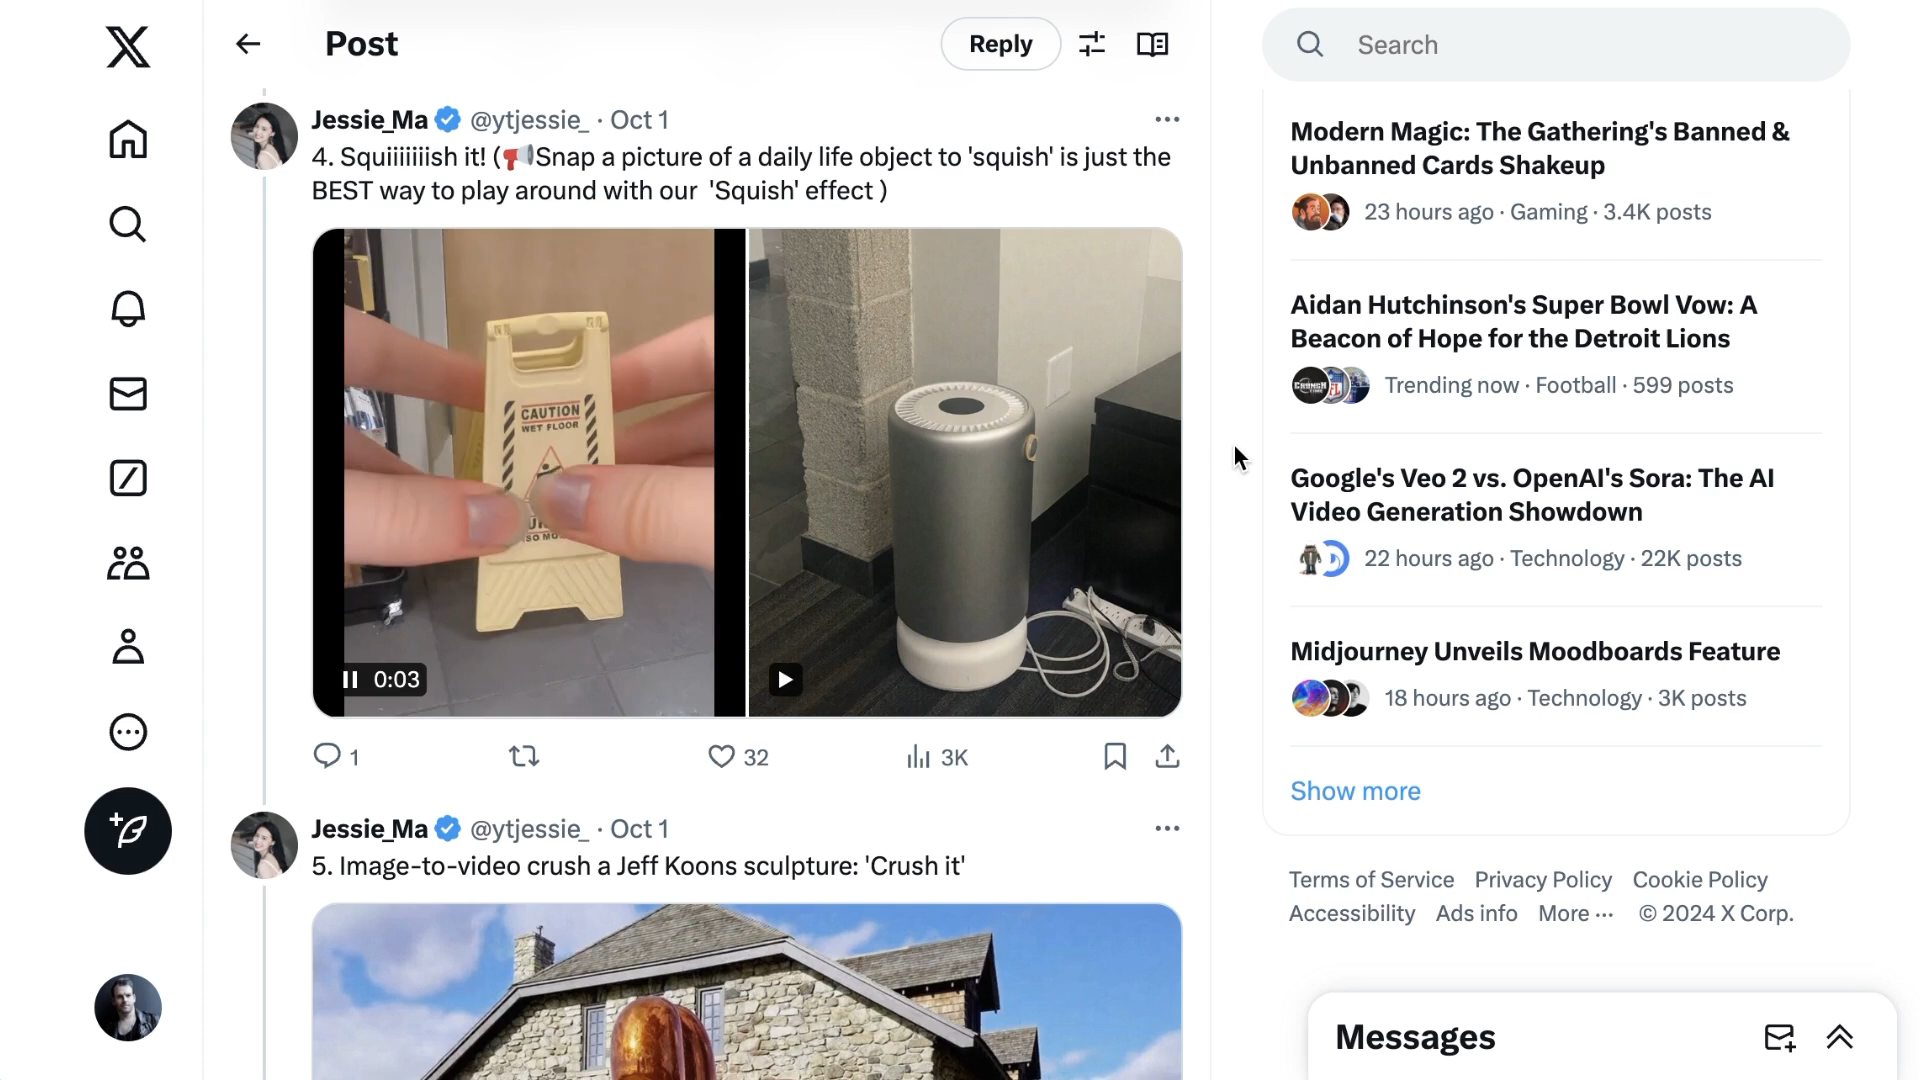 Post
Reply
Search
Jessie_Ma @ytjessie_ · Oct 1
4. Squiiiiiiish it! (📢Snap a picture of a daily life object to 'squish' is just the
BEST way to play around with our 'Squish' effect )
CAUTION
WET FLOOR
0:03
1
32
3K
Jessie_Ma @ytjessie_ · Oct 1
5. Image-to-video crush a Jeff Koons sculpture: 'Crush it'
Modern Magic: The Gathering's Banned &
Unbanned Cards Shakeup
23 hours ago · Gaming · 3.4K posts
Aidan Hutchinson's Super Bowl Vow: A
Beacon of Hope for the Detroit Lions
Trending now · Football · 599 posts
Google's Veo 2 vs. OpenAI's Sora: The AI
Video Generation Showdown
22 hours ago · Technology · 22K posts
Midjourney Unveils Moodboards Feature
18 hours ago · Technology · 3K posts
Show more
Terms of Service Privacy Policy Cookie Policy
Accessibility Ads info More ··· © 2024 X Corp.
Messages